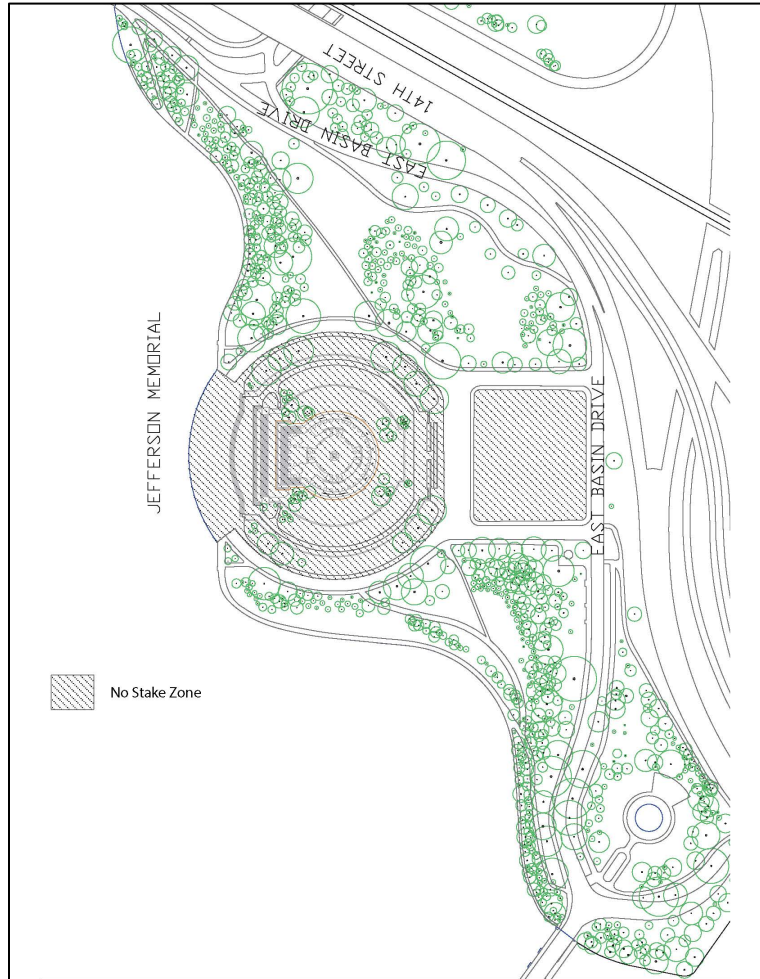 14TH STREET
EAST BASIN DRIVE
JEFFERSON MEMORIAL
EAST BASIN DRIVE
No Stake Zone